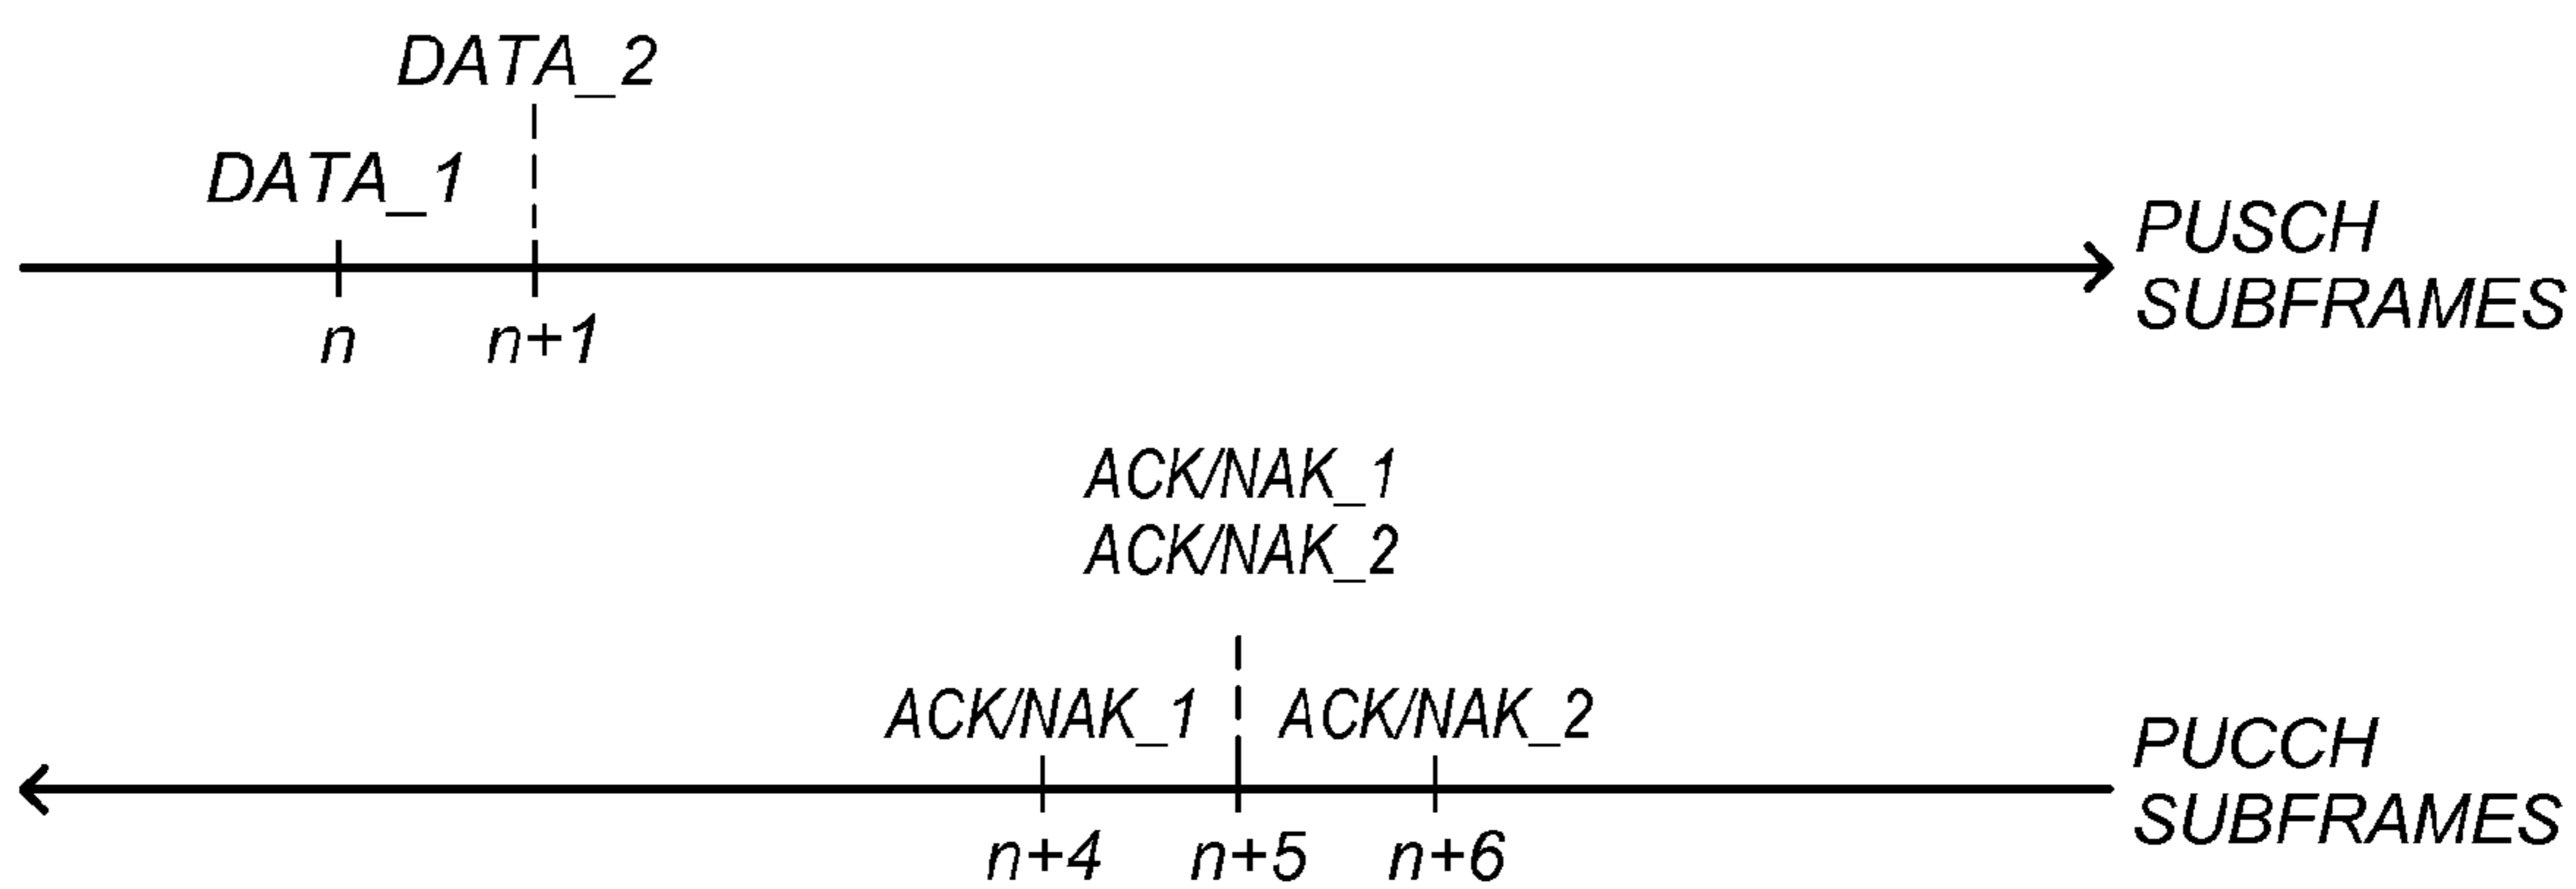 DATA_2
DATA_1
PUSCH
SUBFRAMES
n
n+1
ACK/NAK_1
ACK/NAK_2
ACK/NAK_1
ACK/NAK_2
PUCCH
SUBFRAMES
n+4
n+5
n+6